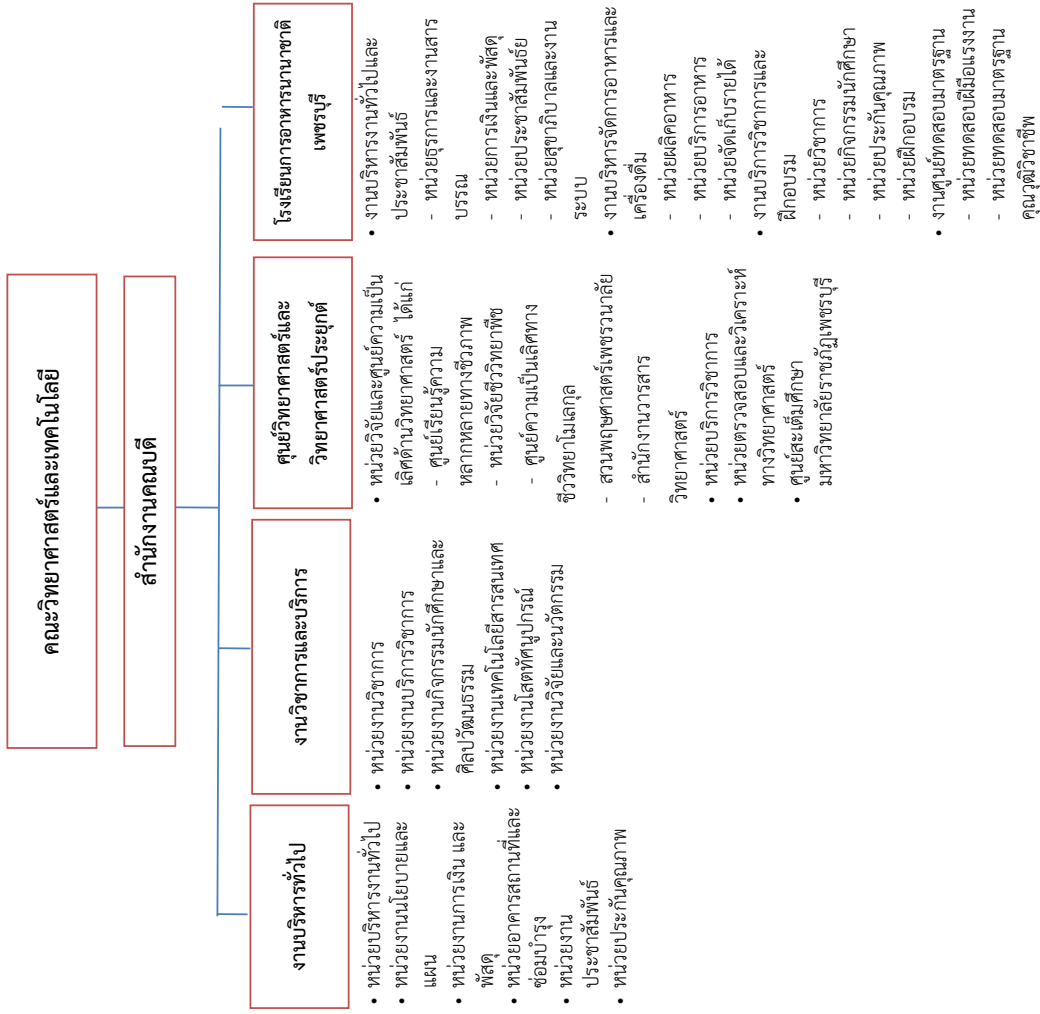 คณะวิทยาศาสตร์และเทคโนโลยี
สำนักงานคณบดี
งานบริหารทั่วไป
• หน่วยบริหารงานทั่วไป
• หน่วยงานนโยบายและ
แผน
• หน่วยงานการเงิน และ
พัสดุ
• หน่วยอาคารสถานที่และ
ซ่อมบำรุง
• หน่วยงาน
ประชาสัมพันธ์
• หน่วยประกันคุณภาพ
งานวิชาการและบริการ
• หน่วยงานวิชาการ
• หน่วยงานบริการวิชาการ
• หน่วยงานกิจกรรมนักศึกษาและ
ศิลปวัฒนธรรม
• หน่วยงานเทคโนโลยีสารสนเทศ
• หน่วยงานโสตทัศนูปกรณ์
• หน่วยงานวิจัยและนวัตกรรม
ศูนย์วิทยาศาสตร์และ
วิทยาศาสตร์ประยุกต์
• หน่วยวิจัยและศูนย์ความเป็น
เลิศด้านวิทยาศาสตร์ ได้แก่
- ศูนย์เรียนรู้ความ
หลากหลายทางชีวภาพ
- หน่วยวิจัยชีววิทยาพืช
- ศูนย์ความเป็นเลิศทาง
ชีววิทยาโมเลกุล
- สวนพฤษศาสตร์เพชรวนาลัย
- สำนักงานวารสาร
วิทยาศาสตร์
• หน่วยบริการวิชาการ
• หน่วยตรวจสอบและวิเคราะห์
ทางวิทยาศาสตร์
• ศูนย์สะเต็มศึกษา
มหาวิทยาลัยราชภัฏเพชรบุรี
โรงเรียนการอาหารนานาชาติ
เพชรบุรี
• งานบริหารงานทั่วไปและ
ประชาสัมพันธ์
- หน่วยธุรการและงานสาร
บรรณ
- หน่วยการเงินและพัสดุ
- หน่วยประชาสัมพันธ์ย
- หน่วยสุขาภิบาลและงาน
ระบบ
• งานบริหารจัดการอาหารและ
เครื่องดื่ม
- หน่วยผลิคอาหาร
- หน่วยบริการอาหาร
- หน่วยจัดเก็บรายได้
• งานบริการวิชาการและ
ฝึกอบรม
- หน่วยวิชาการ
- หน่วยกิจกรรมนักศึกษา
- หน่วยประกันคุณภาพ
- หน่วยฝึกอบรม
• งานศูนย์ทดสอบมาตรฐาน
- หน่วยทดสอบฝีมือแรงงาน
- หน่วยทดสอบมาตรฐาน
คุณวุฒิวิชาชีพ